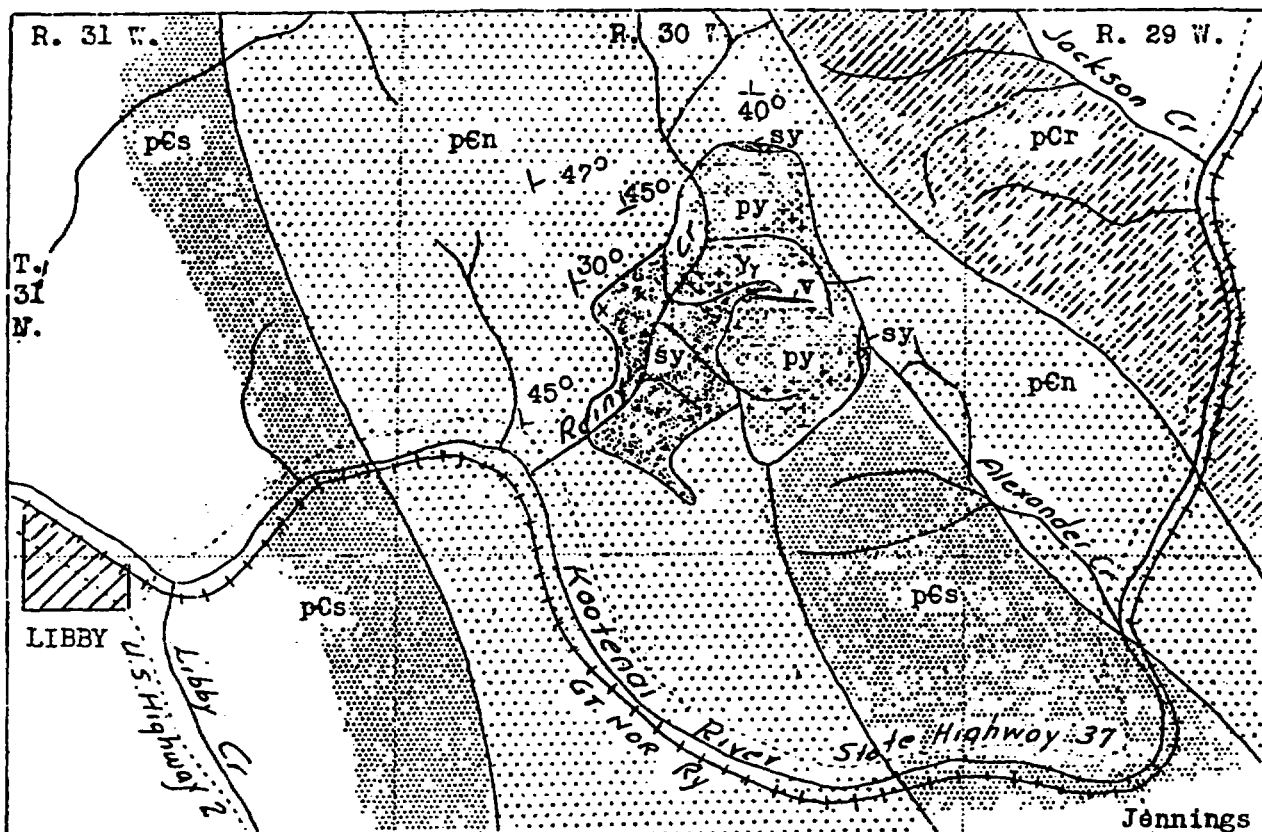 R. 31 W.
R. 30 W.
R. 29 W.
Jackson Cr
40°
sy
p€s
p€n
pCr
47°
45°
py
Cr
T.
31
N.
30°
v
sy
sy
py
p€n
45°
Rainy
Alexander Cr
LIBBY
p€s
p€s
Kootenai River
GT NOR Ry
State Highway 37
Libby Cr
U.S. Highway 2
Jennings